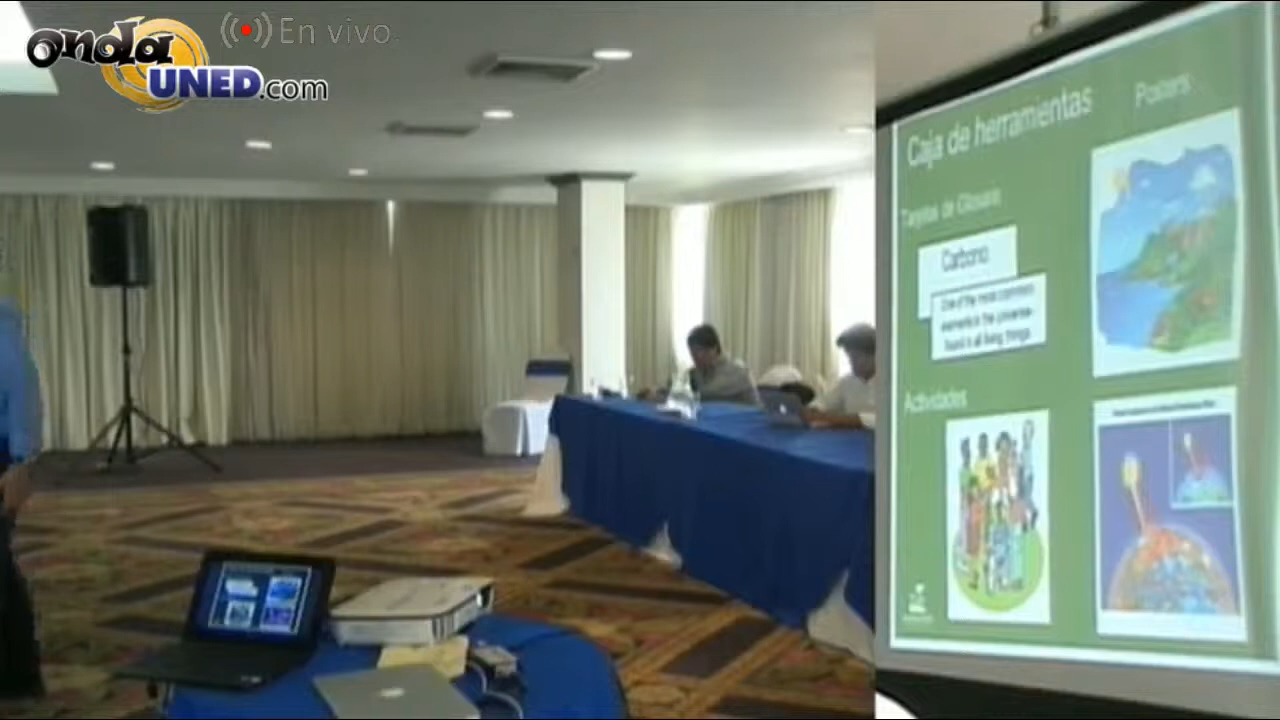 onda
UNED.com
En vivo
Caja de herramientas
Posters
Tarjetas de Glosario
Carbono
One of the most common
elements in the universe
found in all living things
Actividades